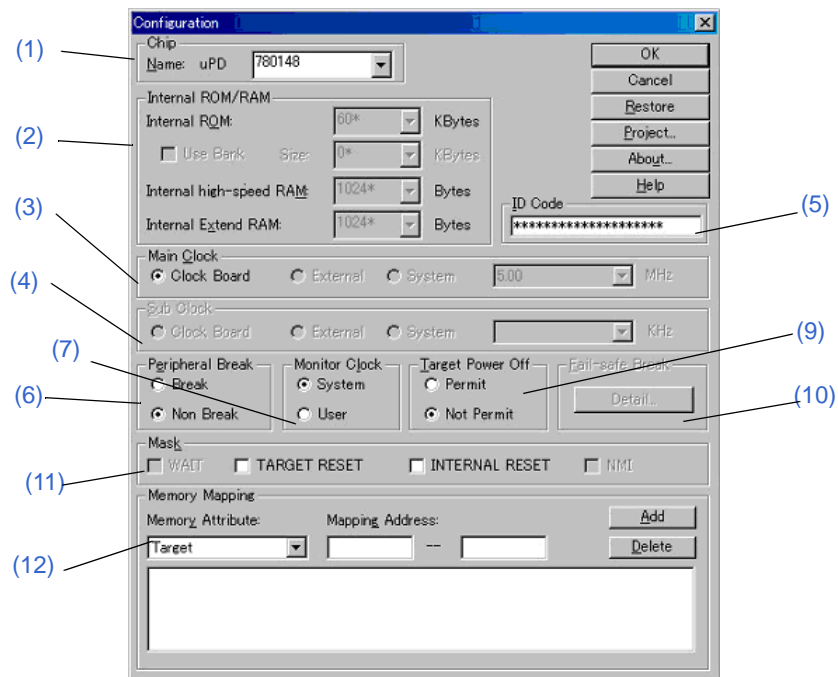 Configuration
(1)
Chip
Name: uPD 780148
OK
Cancel
Restore
Project...
About...
Help
(2)
Internal ROM/RAM
Internal ROM: 60* KBytes
Use Bank Size: 0* KBytes
Internal high-speed RAM: 1024* Bytes
Internal Extend RAM: 1024* Bytes
ID Code
********************
(5)
(3)
Main Clock
Clock Board External System 5.00 MHz
(4)
Sub Clock
Clock Board External System KHz
(7)
(9)
Peripheral Break
Break
Non Break
(6)
Monitor Clock
System
User
Target Power Off
Permit
Not Permit
Fail-safe Break
Detail...
(10)
Mask
WAIT TARGET RESET INTERNAL RESET NMI
(11)
Memory Mapping
Memory Attribute: Mapping Address:
Add
Target --
Delete
(12)